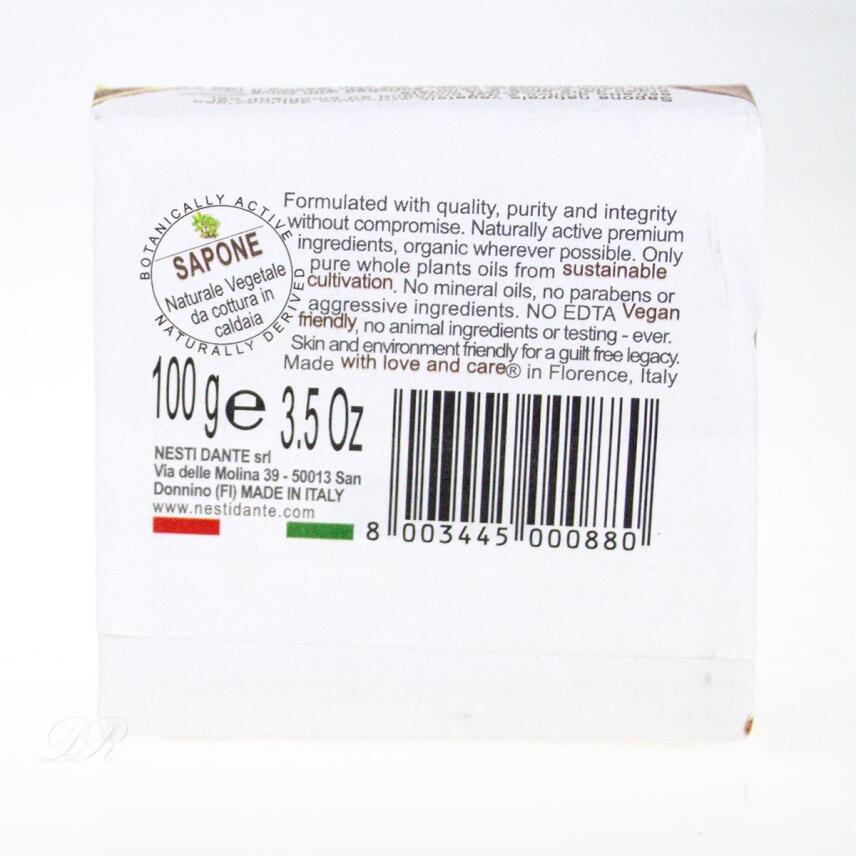 BOTANICALLY ACTIVE
SAPONE
Naturale Vegetale
da cottura in
caldaia
NATURALLY DERIVED
Formulated with quality, purity and integrity
without compromise. Naturally active premium
ingredients, organic wherever possible. Only
pure whole plants oils from sustainable
cultivation. No mineral oils, no parabens or
aggressive ingredients. NO EDTA Vegan
friendly, no animal ingredients or testing - ever.
Skin and environment friendly for a guilt free legacy.
Made with love and care® in Florence, Italy
100 g e 3.5 Oz
NESTI DANTE srl
Via delle Molina 39 - 50013 San
Donnino (FI) MADE IN ITALY
www.nestidante.com
8 003445 000880
DR